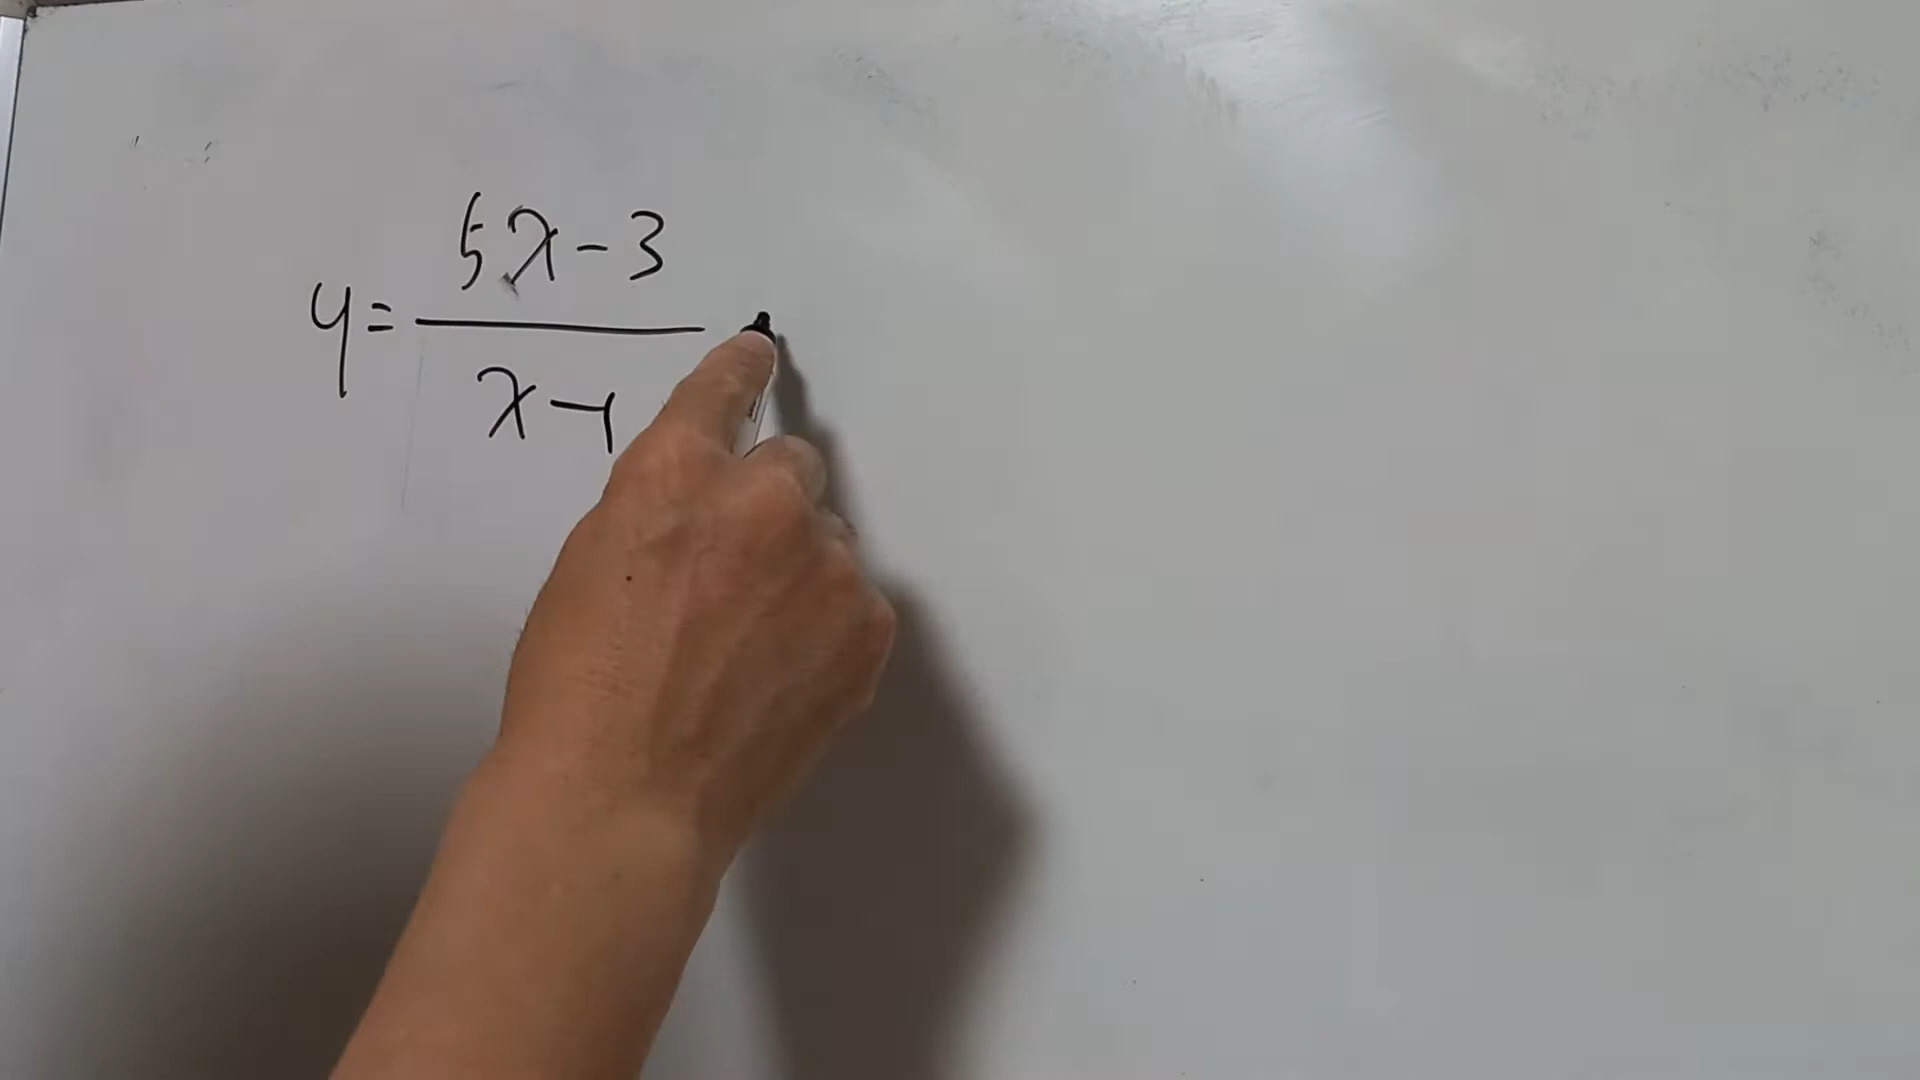 y = (5x - 3) / (x - 1)